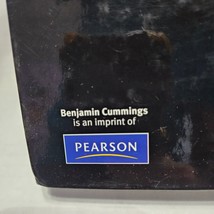 Benjamin Cummings
is an imprint of
PEARSON